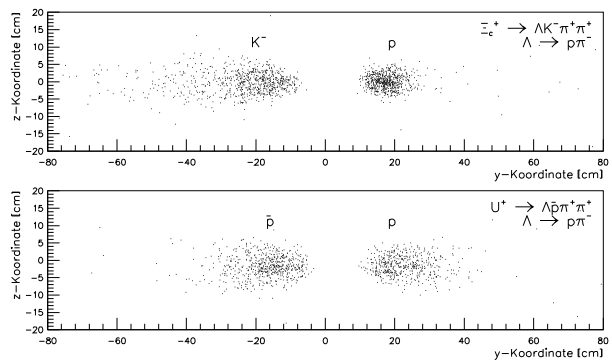 z-Koordinate [cm]
20
15
10
5
0
-5
-10
-15
-20
K⁻
p
Ξc⁺ → ΛK⁻π⁺π⁺
Λ → pπ⁻
-80 -60 -40 -20 0 20 40 60 80
y-Koordinate [cm]
z-Koordinate [cm]
20
15
10
5
0
-5
-10
-15
-20
p̄
p
U⁺ → Λp̄π⁺π⁺
Λ → pπ⁻
-80 -60 -40 -20 0 20 40 60 80
y-Koordinate [cm]